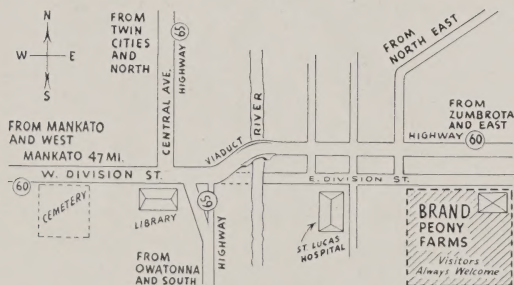 N
W E
S
FROM
TWIN
CITIES
AND
NORTH
CENTRAL AVE.
HIGHWAY 65
RIVER
FROM
NORTH EAST
FROM
ZUMBROTA
AND EAST
HIGHWAY 60
FROM MANKATO
AND WEST
MANKATO 47 MI.
VIADUCT
W. DIVISION ST.
60
E. DIVISION ST.
CEMETERY
LIBRARY
65
HIGHWAY
ST LUCAS
HOSPITAL
BRAND
PEONY
FARMS
Visitors
Always Welcome
FROM
OWATONNA
AND SOUTH